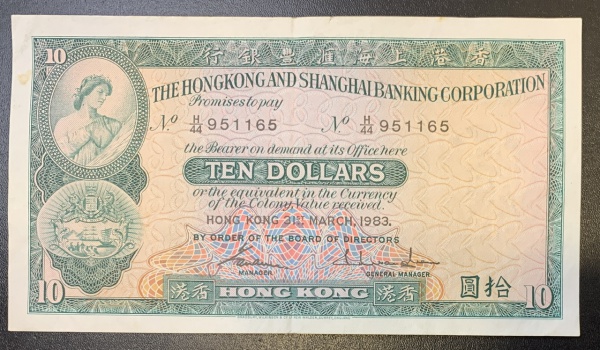 10 行銀豐滙海上港香
THE HONGKONG AND SHANGHAI BANKING CORPORATION
Promises to pay
No H/44 951165 No H/44 951165
the Bearer on demand at its Office here
TEN DOLLARS
or the equivalent in the Currency
of the Colony Value received.
HONG KONG 31ST MARCH, 1983.
BY ORDER OF THE BOARD OF DIRECTORS
MANAGER GENERAL MANAGER
10 港香 HONG KONG 港香 圓拾 10